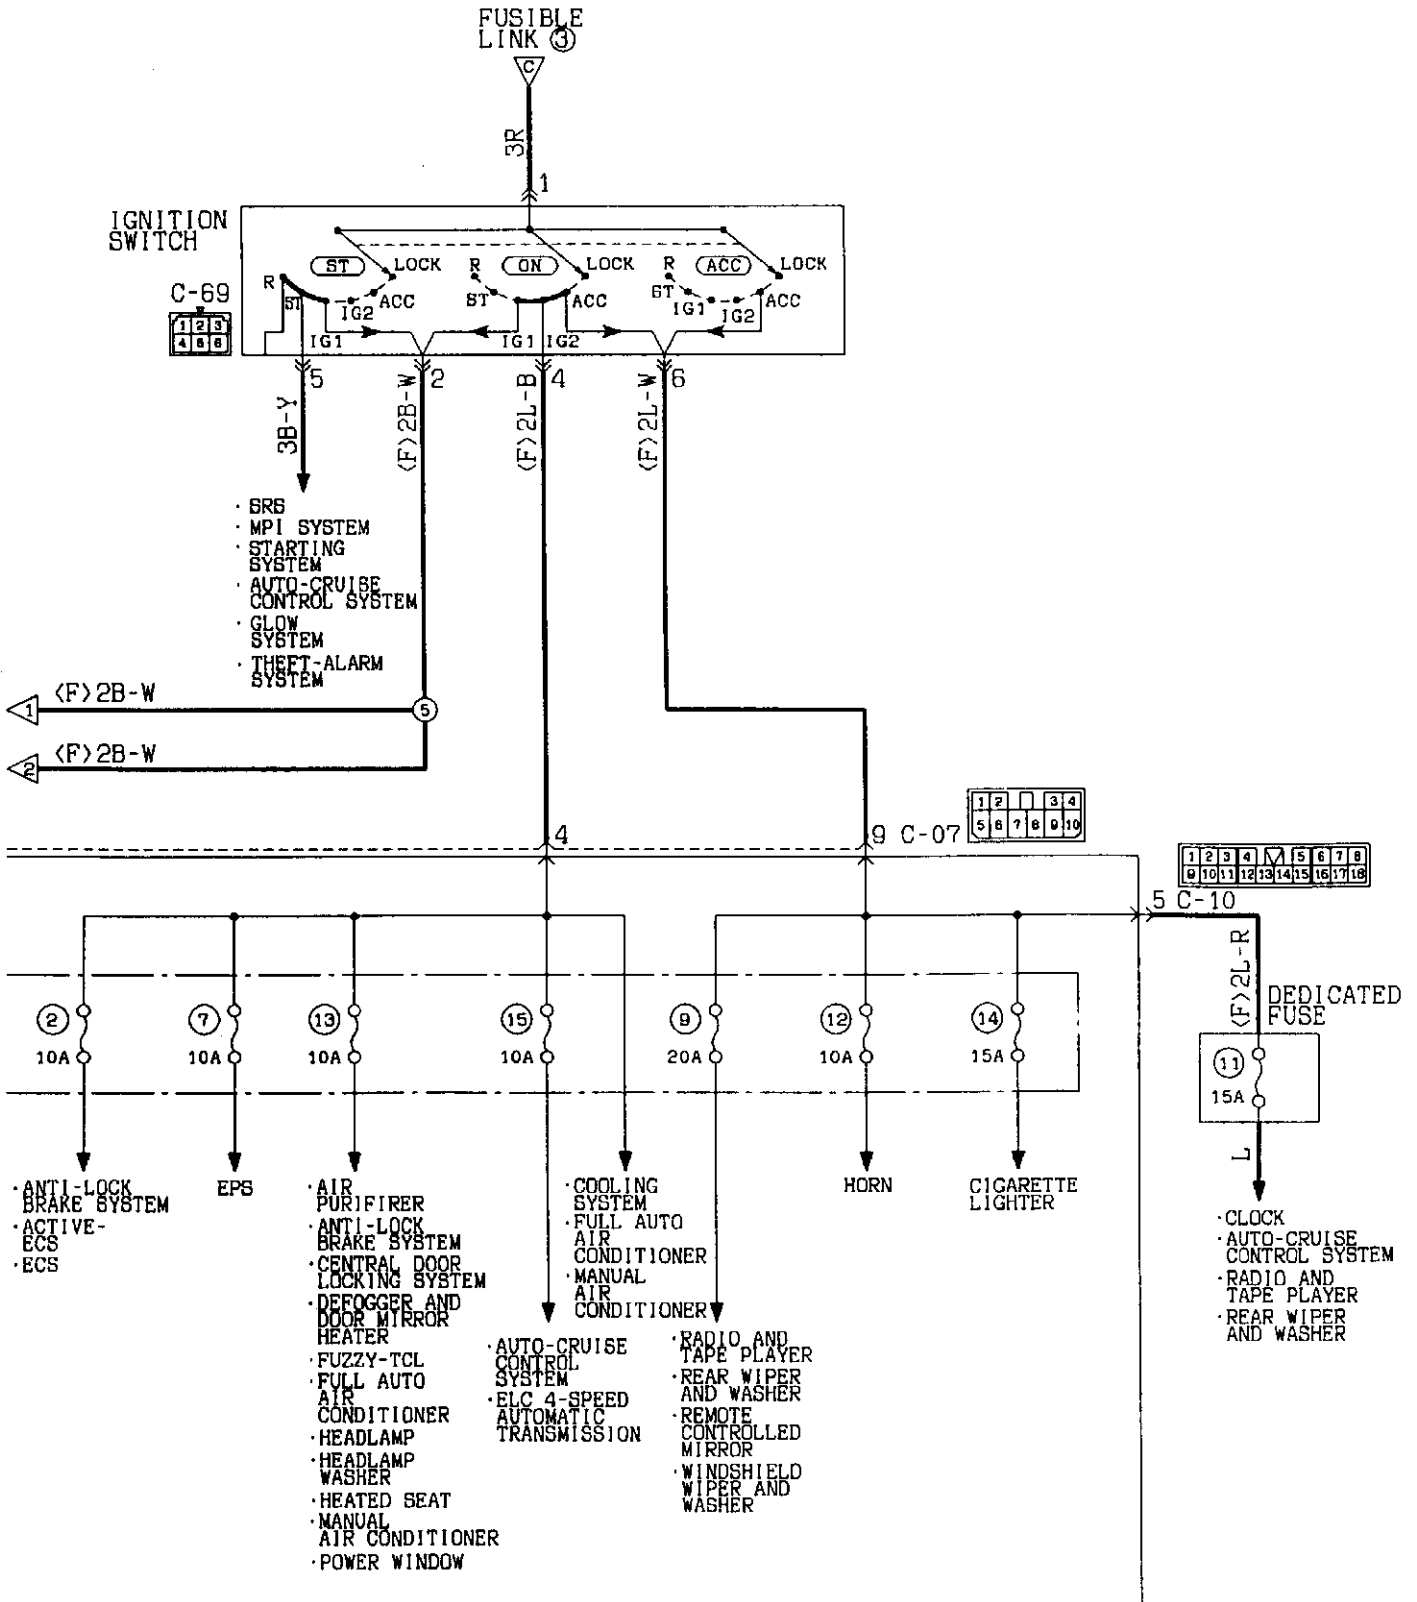 FUSIBLE
LINK ③
C
3R
1
IGNITION
SWITCH
C-69
1 2 3
4 5 6
R ST LOCK
ST IG1 IG2 ACC
R ON LOCK
ST IG1 IG2 ACC
R ACC LOCK
ST IG1 IG2 ACC
5
2
4
6
3B-Y
(F)2B-W
(F)2L-B
(F)2L-W
· SRS
· MPI SYSTEM
· STARTING
SYSTEM
· AUTO-CRUISE
CONTROL SYSTEM
· GLOW
SYSTEM
· THEFT-ALARM
SYSTEM
1
(F)2B-W
5
2
(F)2B-W
4
9 C-07
1 2 3 4
5 6 7 8 9 10
1 2 3 4 5 6 7 8
9 10 11 12 13 14 15 16 17 18
5 C-10
(F)2L-R
DEDICATED
FUSE
② 10A
⑦ 10A
⑬ 10A
⑮ 10A
⑨ 20A
⑫ 10A
⑭ 15A
⑪ 15A
L
·ANTI-LOCK
BRAKE SYSTEM
·ACTIVE-
ECS
·ECS
EPS
·AIR
PURIFIRER
·ANTI-LOCK
BRAKE SYSTEM
·CENTRAL DOOR
LOCKING SYSTEM
·DEFOGGER AND
DOOR MIRROR
HEATER
·FUZZY-TCL
·FULL AUTO
AIR
CONDITIONER
·HEADLAMP
·HEADLAMP
WASHER
·HEATED SEAT
·MANUAL
AIR CONDITIONER
·POWER WINDOW
·AUTO-CRUISE
CONTROL
SYSTEM
·ELC 4-SPEED
AUTOMATIC
TRANSMISSION
·COOLING
SYSTEM
·FULL AUTO
AIR
CONDITIONER
·MANUAL
AIR
CONDITIONER
·RADIO AND
TAPE PLAYER
·REAR WIPER
AND WASHER
·REMOTE
CONTROLLED
MIRROR
·WINDSHIELD
WIPER AND
WASHER
HORN
CIGARETTE
LIGHTER
·CLOCK
·AUTO-CRUISE
CONTROL SYSTEM
·RADIO AND
TAPE PLAYER
·REAR WIPER
AND WASHER